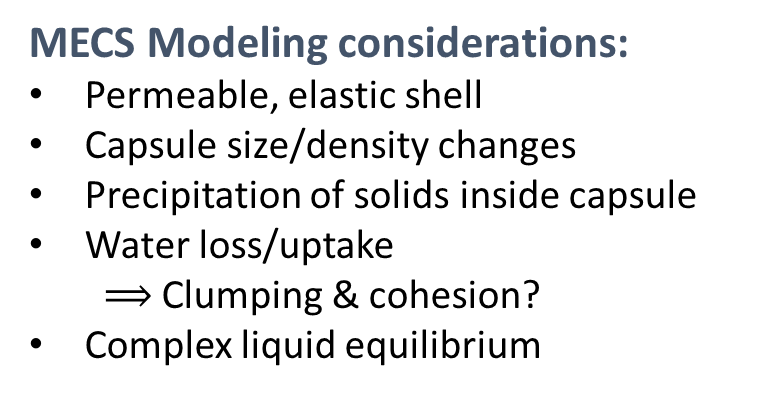 MECS Modeling considerations:
• Permeable, elastic shell
• Capsule size/density changes
• Precipitation of solids inside capsule
• Water loss/uptake
⟹ Clumping & cohesion?
• Complex liquid equilibrium